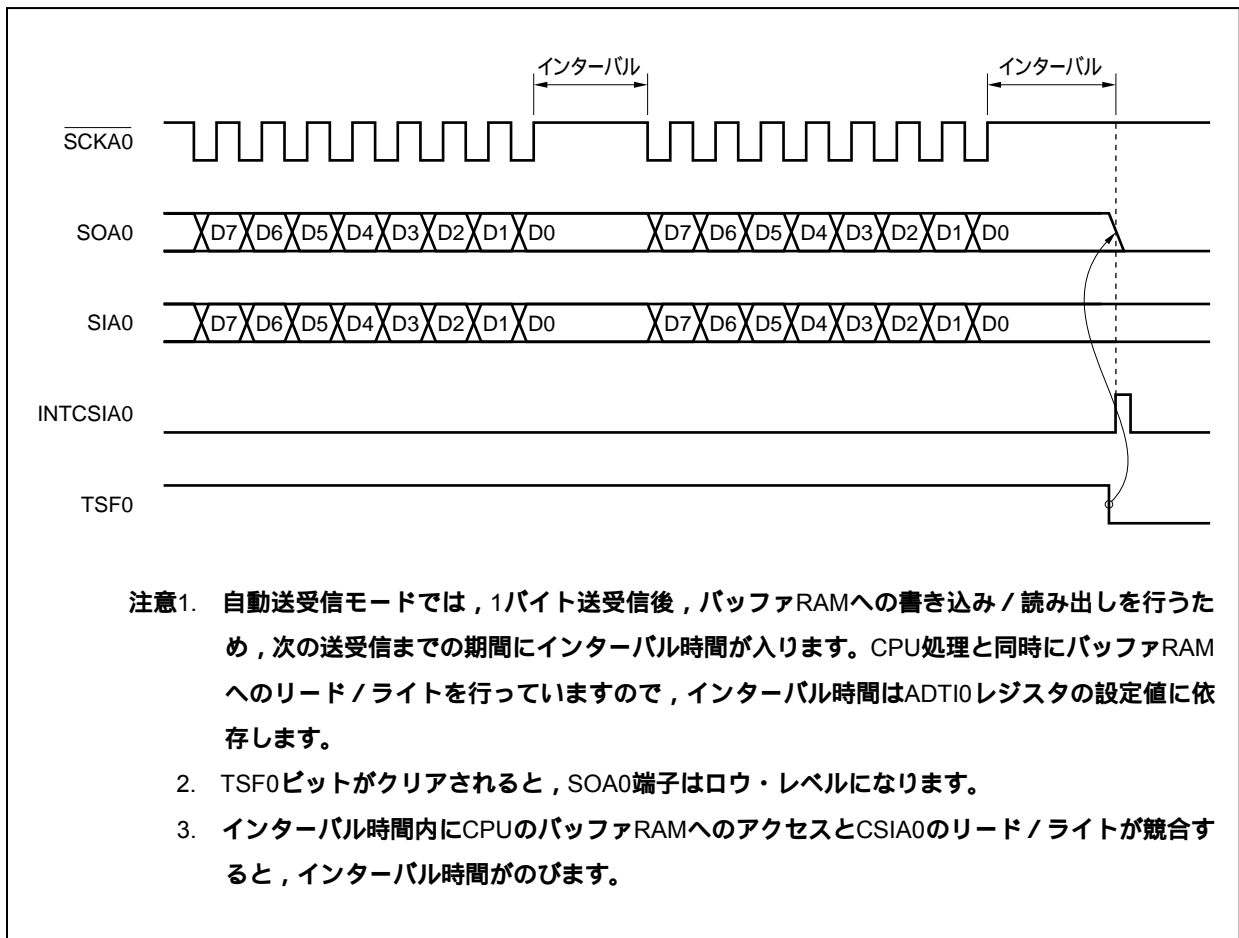 インターバル インターバル
SCKA0
SOA0 D7 D6 D5 D4 D3 D2 D1 D0 D7 D6 D5 D4 D3 D2 D1 D0
SIA0 D7 D6 D5 D4 D3 D2 D1 D0 D7 D6 D5 D4 D3 D2 D1 D0
INTCSIA0
TSF0
注意1. 自動送受信モードでは，1バイト送受信後，バッファRAMへの書き込み／読み出しを行うた
め，次の送受信までの期間にインターバル時間が入ります。CPU処理と同時にバッファRAM
へのリード／ライトを行っていますので，インターバル時間はADTI0レジスタの設定値に依
存します。
2. TSF0ビットがクリアされると，SOA0端子はロウ・レベルになります。
3. インターバル時間内にCPUのバッファRAMへのアクセスとCSIA0のリード／ライトが競合す
ると，インターバル時間がのびます。